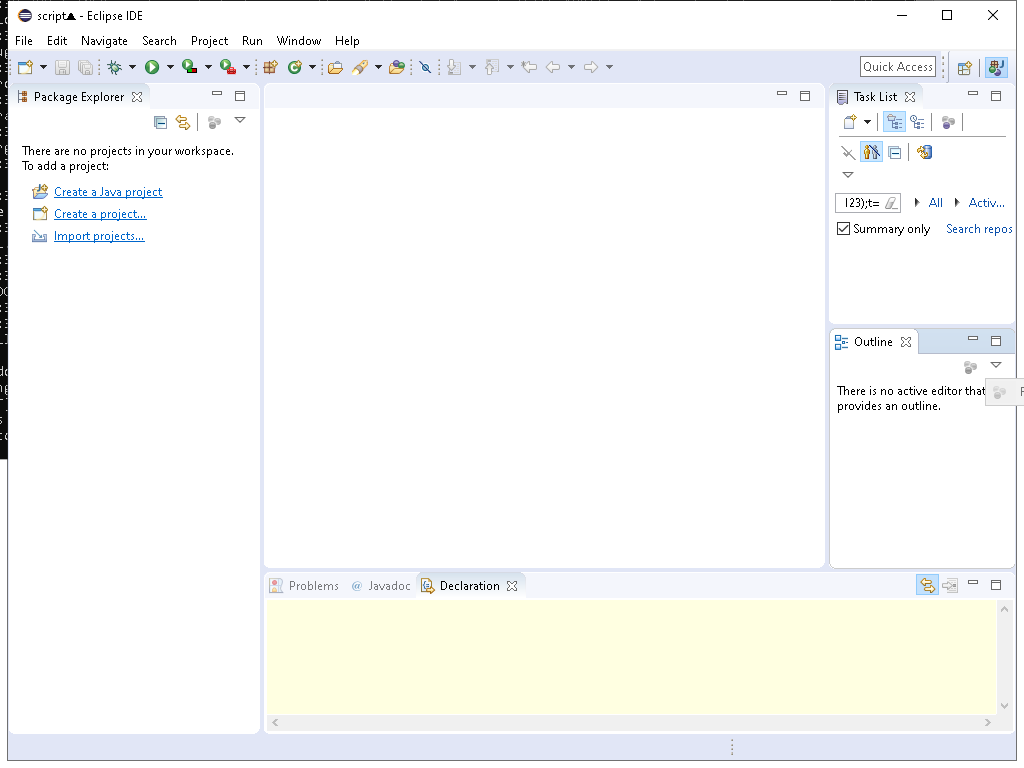 script▲ - Eclipse IDE
File Edit Navigate Search Project Run Window Help
Quick Access
Package Explorer
Task List
There are no projects in your workspace.
To add a project:
Create a Java project
Create a project...
Import projects...
123);t=
All
Activ...
Summary only
Search repos
Outline
There is no active editor that
provides an outline.
Problems
@ Javadoc
Declaration